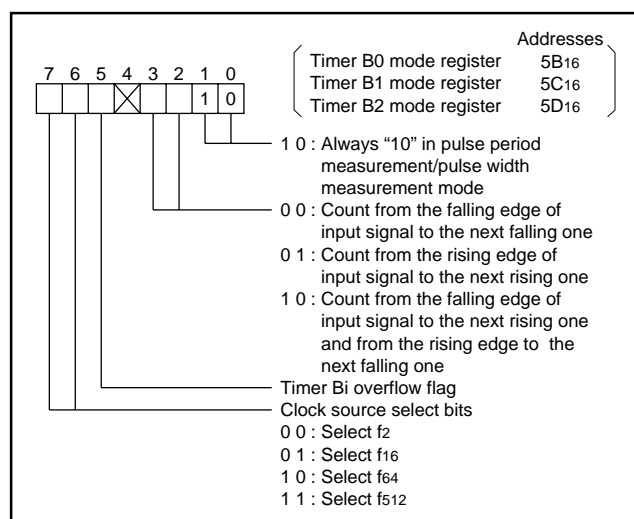 Addresses
Timer B0 mode register 5B16
Timer B1 mode register 5C16
Timer B2 mode register 5D16
7 6 5 4 3 2 1 0
1 0
1 0 : Always “10” in pulse period
measurement/pulse width
measurement mode
0 0 : Count from the falling edge of
input signal to the next falling one
0 1 : Count from the rising edge of
input signal to the next rising one
1 0 : Count from the falling edge of
input signal to the next rising one
and from the rising edge to the
next falling one
Timer Bi overflow flag
Clock source select bits
0 0 : Select f2
0 1 : Select f16
1 0 : Select f64
1 1 : Select f512